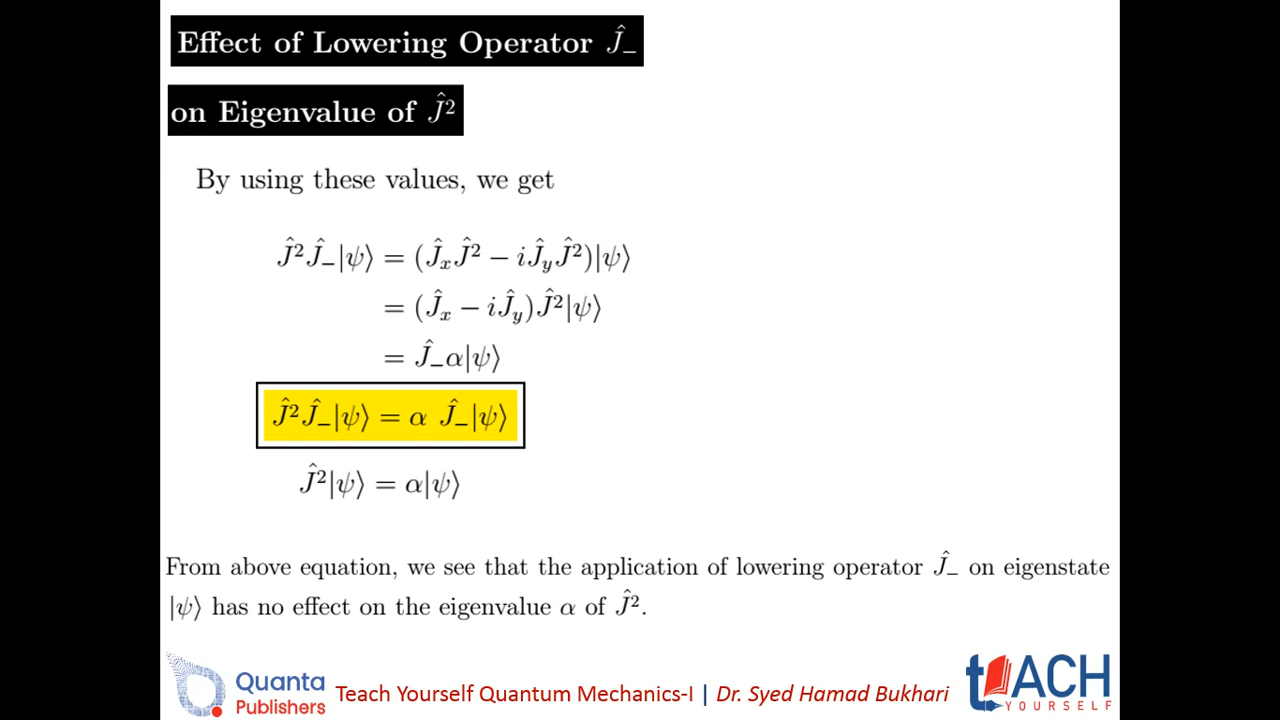 Effect of Lowering Operator Ĵ₋
on Eigenvalue of Ĵ²
By using these values, we get
Ĵ²Ĵ₋|ψ⟩ = (ĴₓĴ² − iĴᵧĴ²)|ψ⟩
= (Ĵₓ − iĴᵧ)Ĵ²|ψ⟩
= Ĵ₋α|ψ⟩
Ĵ²Ĵ₋|ψ⟩ = α Ĵ₋|ψ⟩
Ĵ²|ψ⟩ = α|ψ⟩
From above equation, we see that the application of lowering operator Ĵ₋ on eigenstate
|ψ⟩ has no effect on the eigenvalue α of Ĵ².
Quanta
Publishers
Teach Yourself Quantum Mechanics-I | Dr. Syed Hamad Bukhari
tEACH
YOURSELF